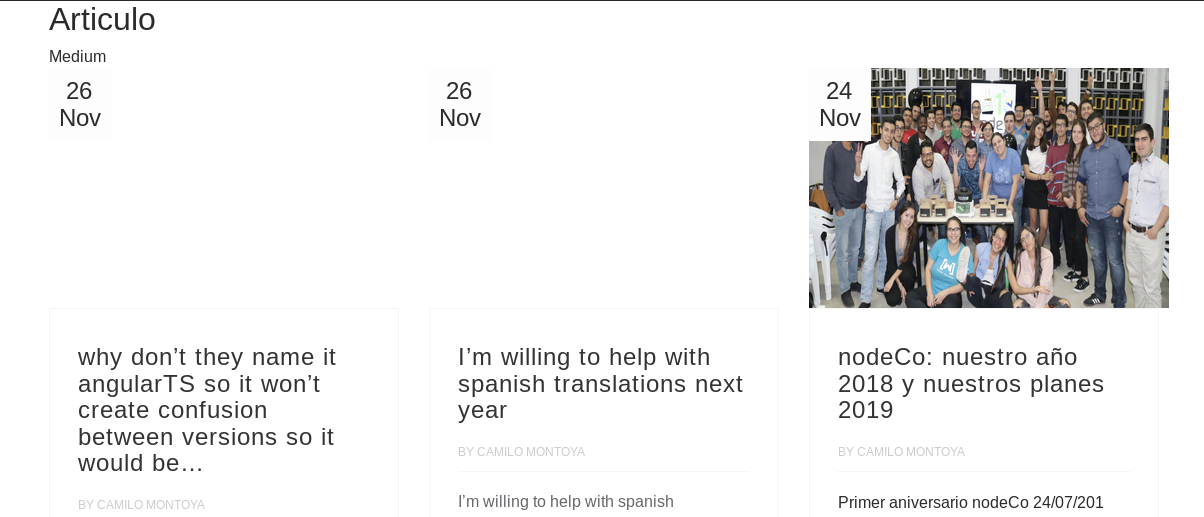 Articulo
Medium
26
Nov
26
Nov
24
Nov
why don’t they name it
angularTS so it won’t
create confusion
between versions so it
would be…
BY CAMILO MONTOYA
I’m willing to help with
spanish translations next
year
BY CAMILO MONTOYA
I’m willing to help with spanish
nodeCo: nuestro año
2018 y nuestros planes
2019
BY CAMILO MONTOYA
Primer aniversario nodeCo 24/07/201